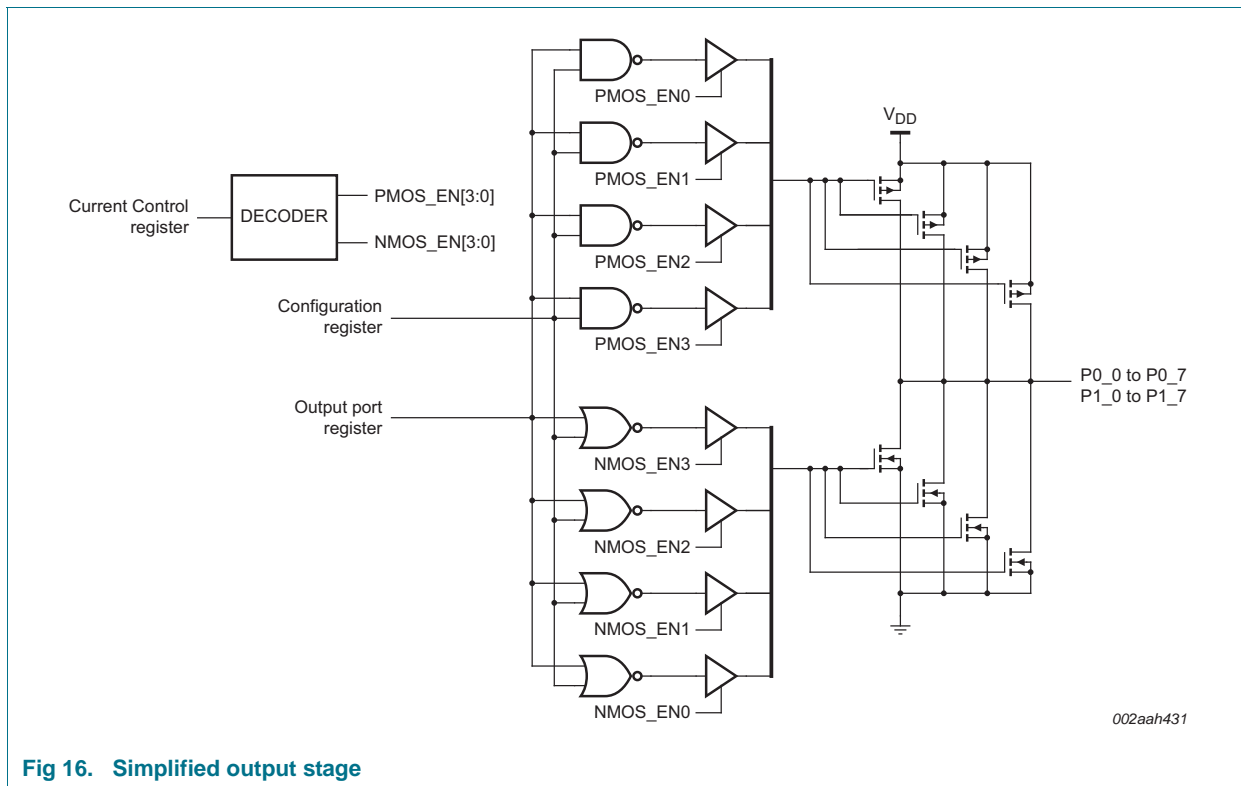 PMOS_EN0
V_DD
PMOS_EN1
PMOS_EN[3:0]
Current Control
register
DECODER
NMOS_EN[3:0]
PMOS_EN2
Configuration
register
PMOS_EN3
P0_0 to P0_7
P1_0 to P1_7
Output port
register
NMOS_EN3
NMOS_EN2
NMOS_EN1
NMOS_EN0
002aah431
Fig 16. Simplified output stage